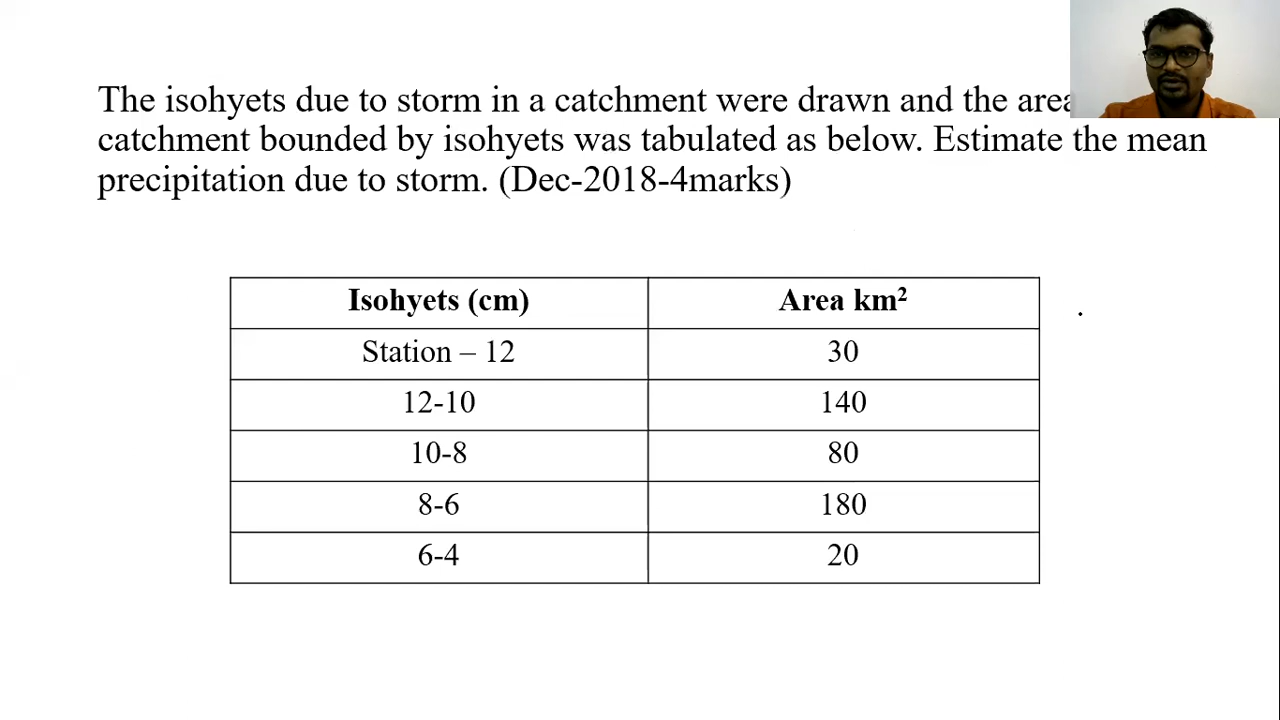 The isohyets due to storm in a catchment were drawn and the area
catchment bounded by isohyets was tabulated as below. Estimate the mean
precipitation due to storm. (Dec-2018-4marks)
Isohyets (cm) Area km²
Station – 12 30
12-10 140
10-8 80
8-6 180
6-4 20